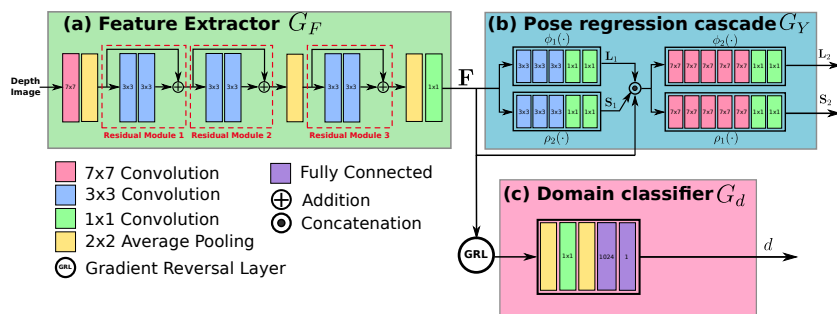 (a) Feature Extractor G_F
Depth
Image
7x7
3x3
3x3
3x3
3x3
3x3
3x3
1x1
Residual Module 1
Residual Module 2
Residual Module 3
F
(b) Pose regression cascade G_Y
ϕ₁(·)
3x3
3x3
3x3
1x1
1x1
L₁
3x3
3x3
3x3
1x1
1x1
S₁
ρ₂(·)
ϕ₂(·)
7x7
7x7
7x7
7x7
7x7
1x1
1x1
L₂
7x7
7x7
7x7
7x7
7x7
1x1
1x1
S₂
ρ₁(·)
7x7 Convolution
3x3 Convolution
1x1 Convolution
2x2 Average Pooling
GRL
Gradient Reversal Layer
Fully Connected
Addition
Concatenation
(c) Domain classifier G_d
GRL
1x1
1024
1
d